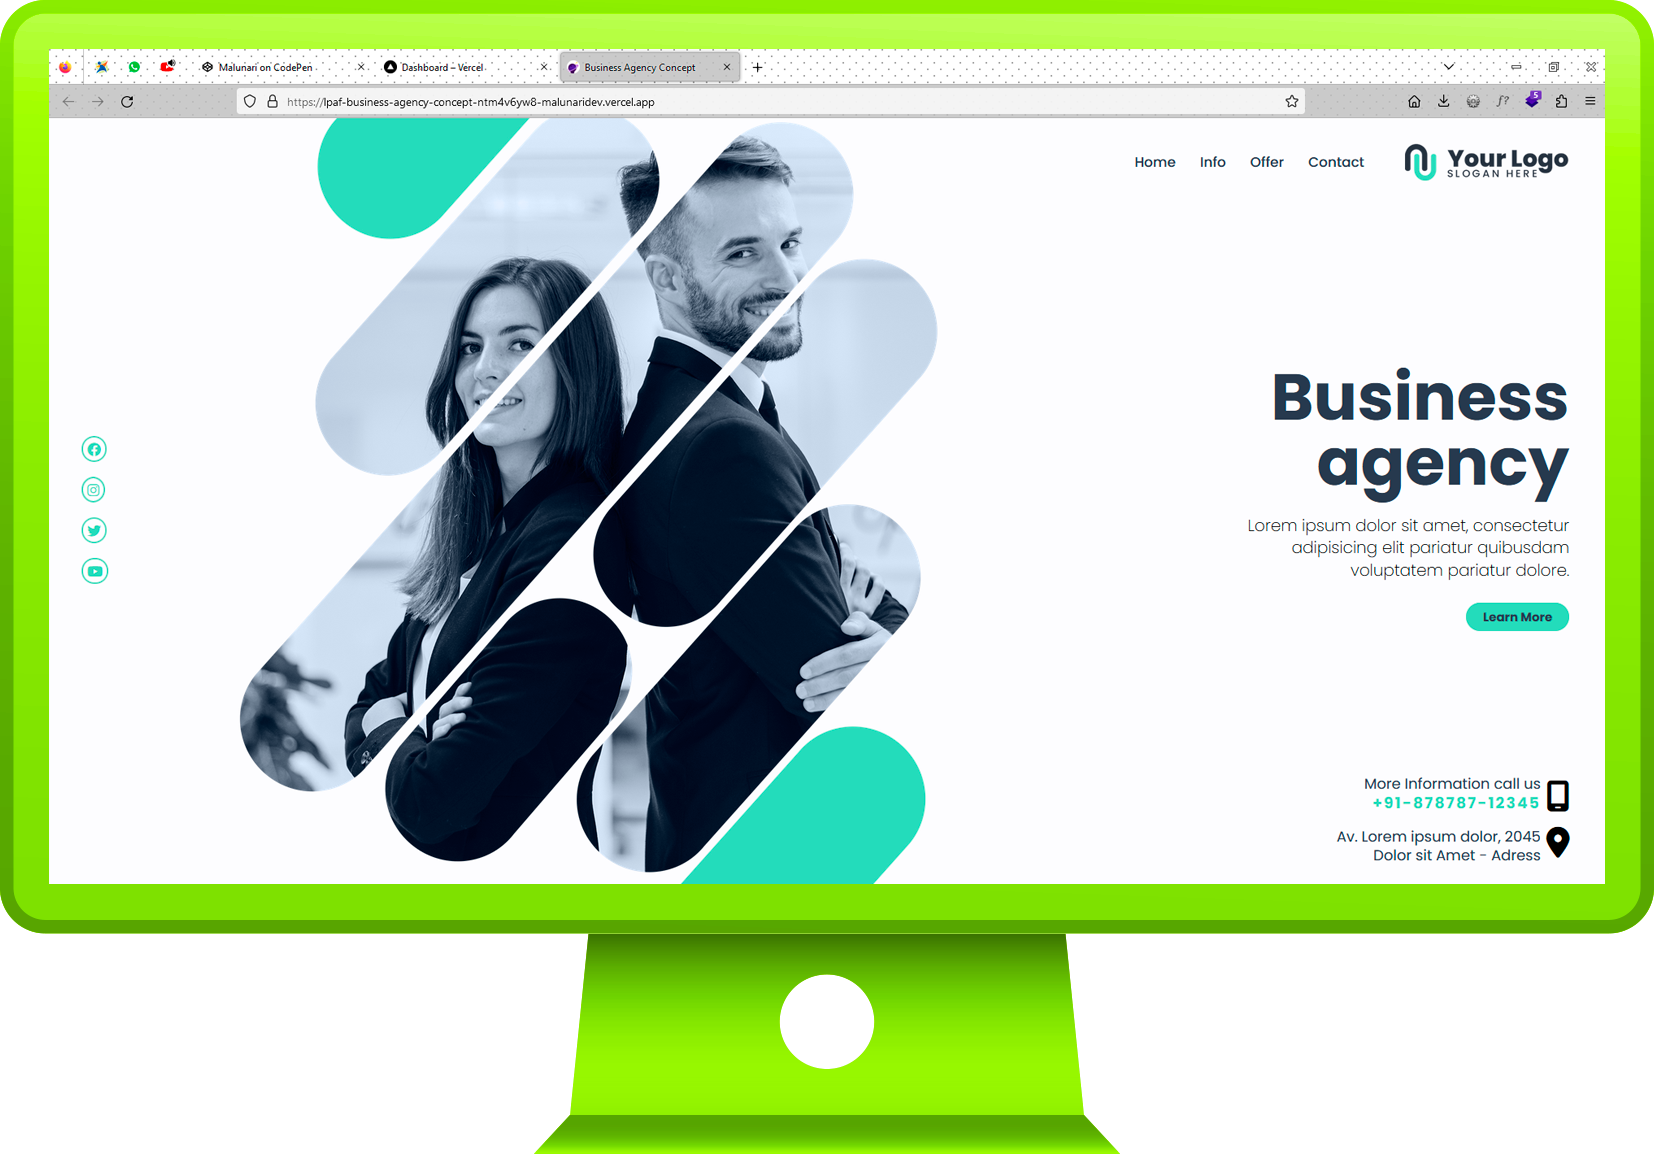 Malunari on CodePen
Dashboard – Vercel
Business Agency Concept
https://lpaf-business-agency-concept-ntm4v6yw8-malunaridev.vercel.app
f?
5
Home
Info
Offer
Contact
Your Logo
SLOGAN HERE
Business
agency
Lorem ipsum dolor sit amet, consectetur
adipisicing elit pariatur quibusdam
voluptatem pariatur dolore.
Learn More
More Information call us
+91-878787-12345
Av. Lorem ipsum dolor, 2045
Dolor sit Amet - Adress